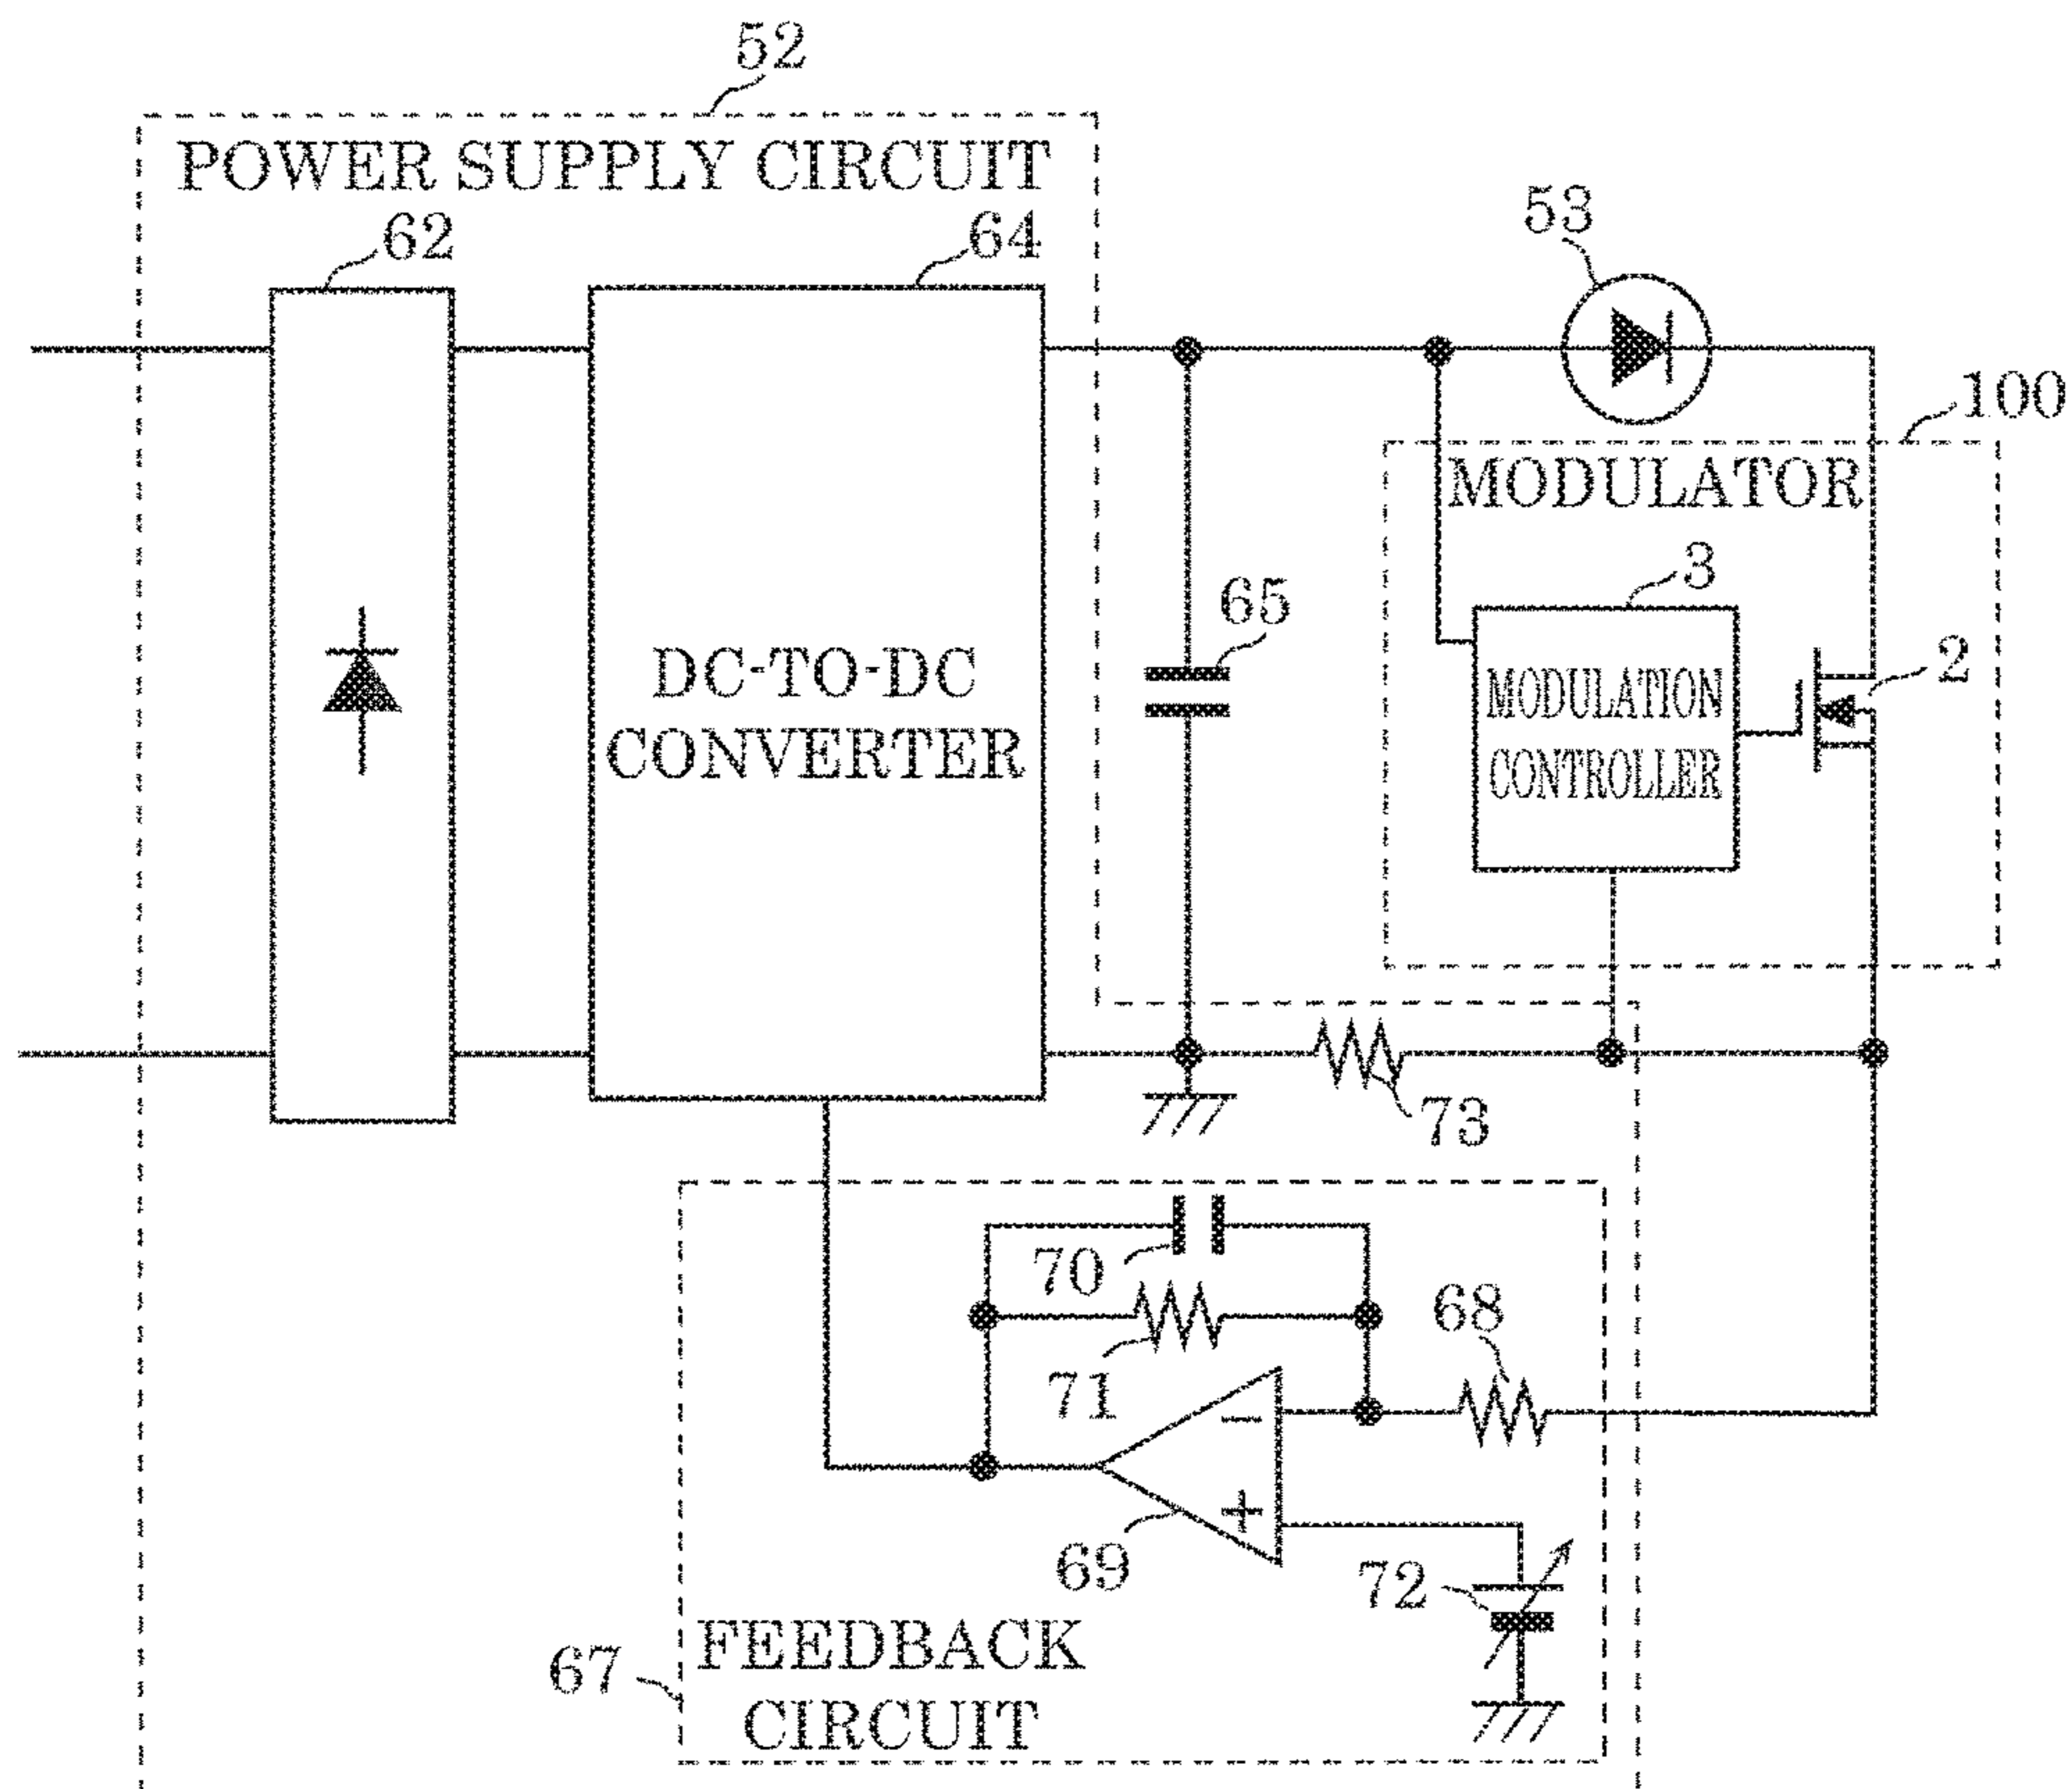 52
POWER SUPPLY CIRCUIT
62
64
53
100
MODULATOR
3
65
2
DC-TO-DC
CONVERTER
MODULATION
CONTROLLER
73
70
68
71
69
72
67
FEEDBACK
CIRCUIT
−
+